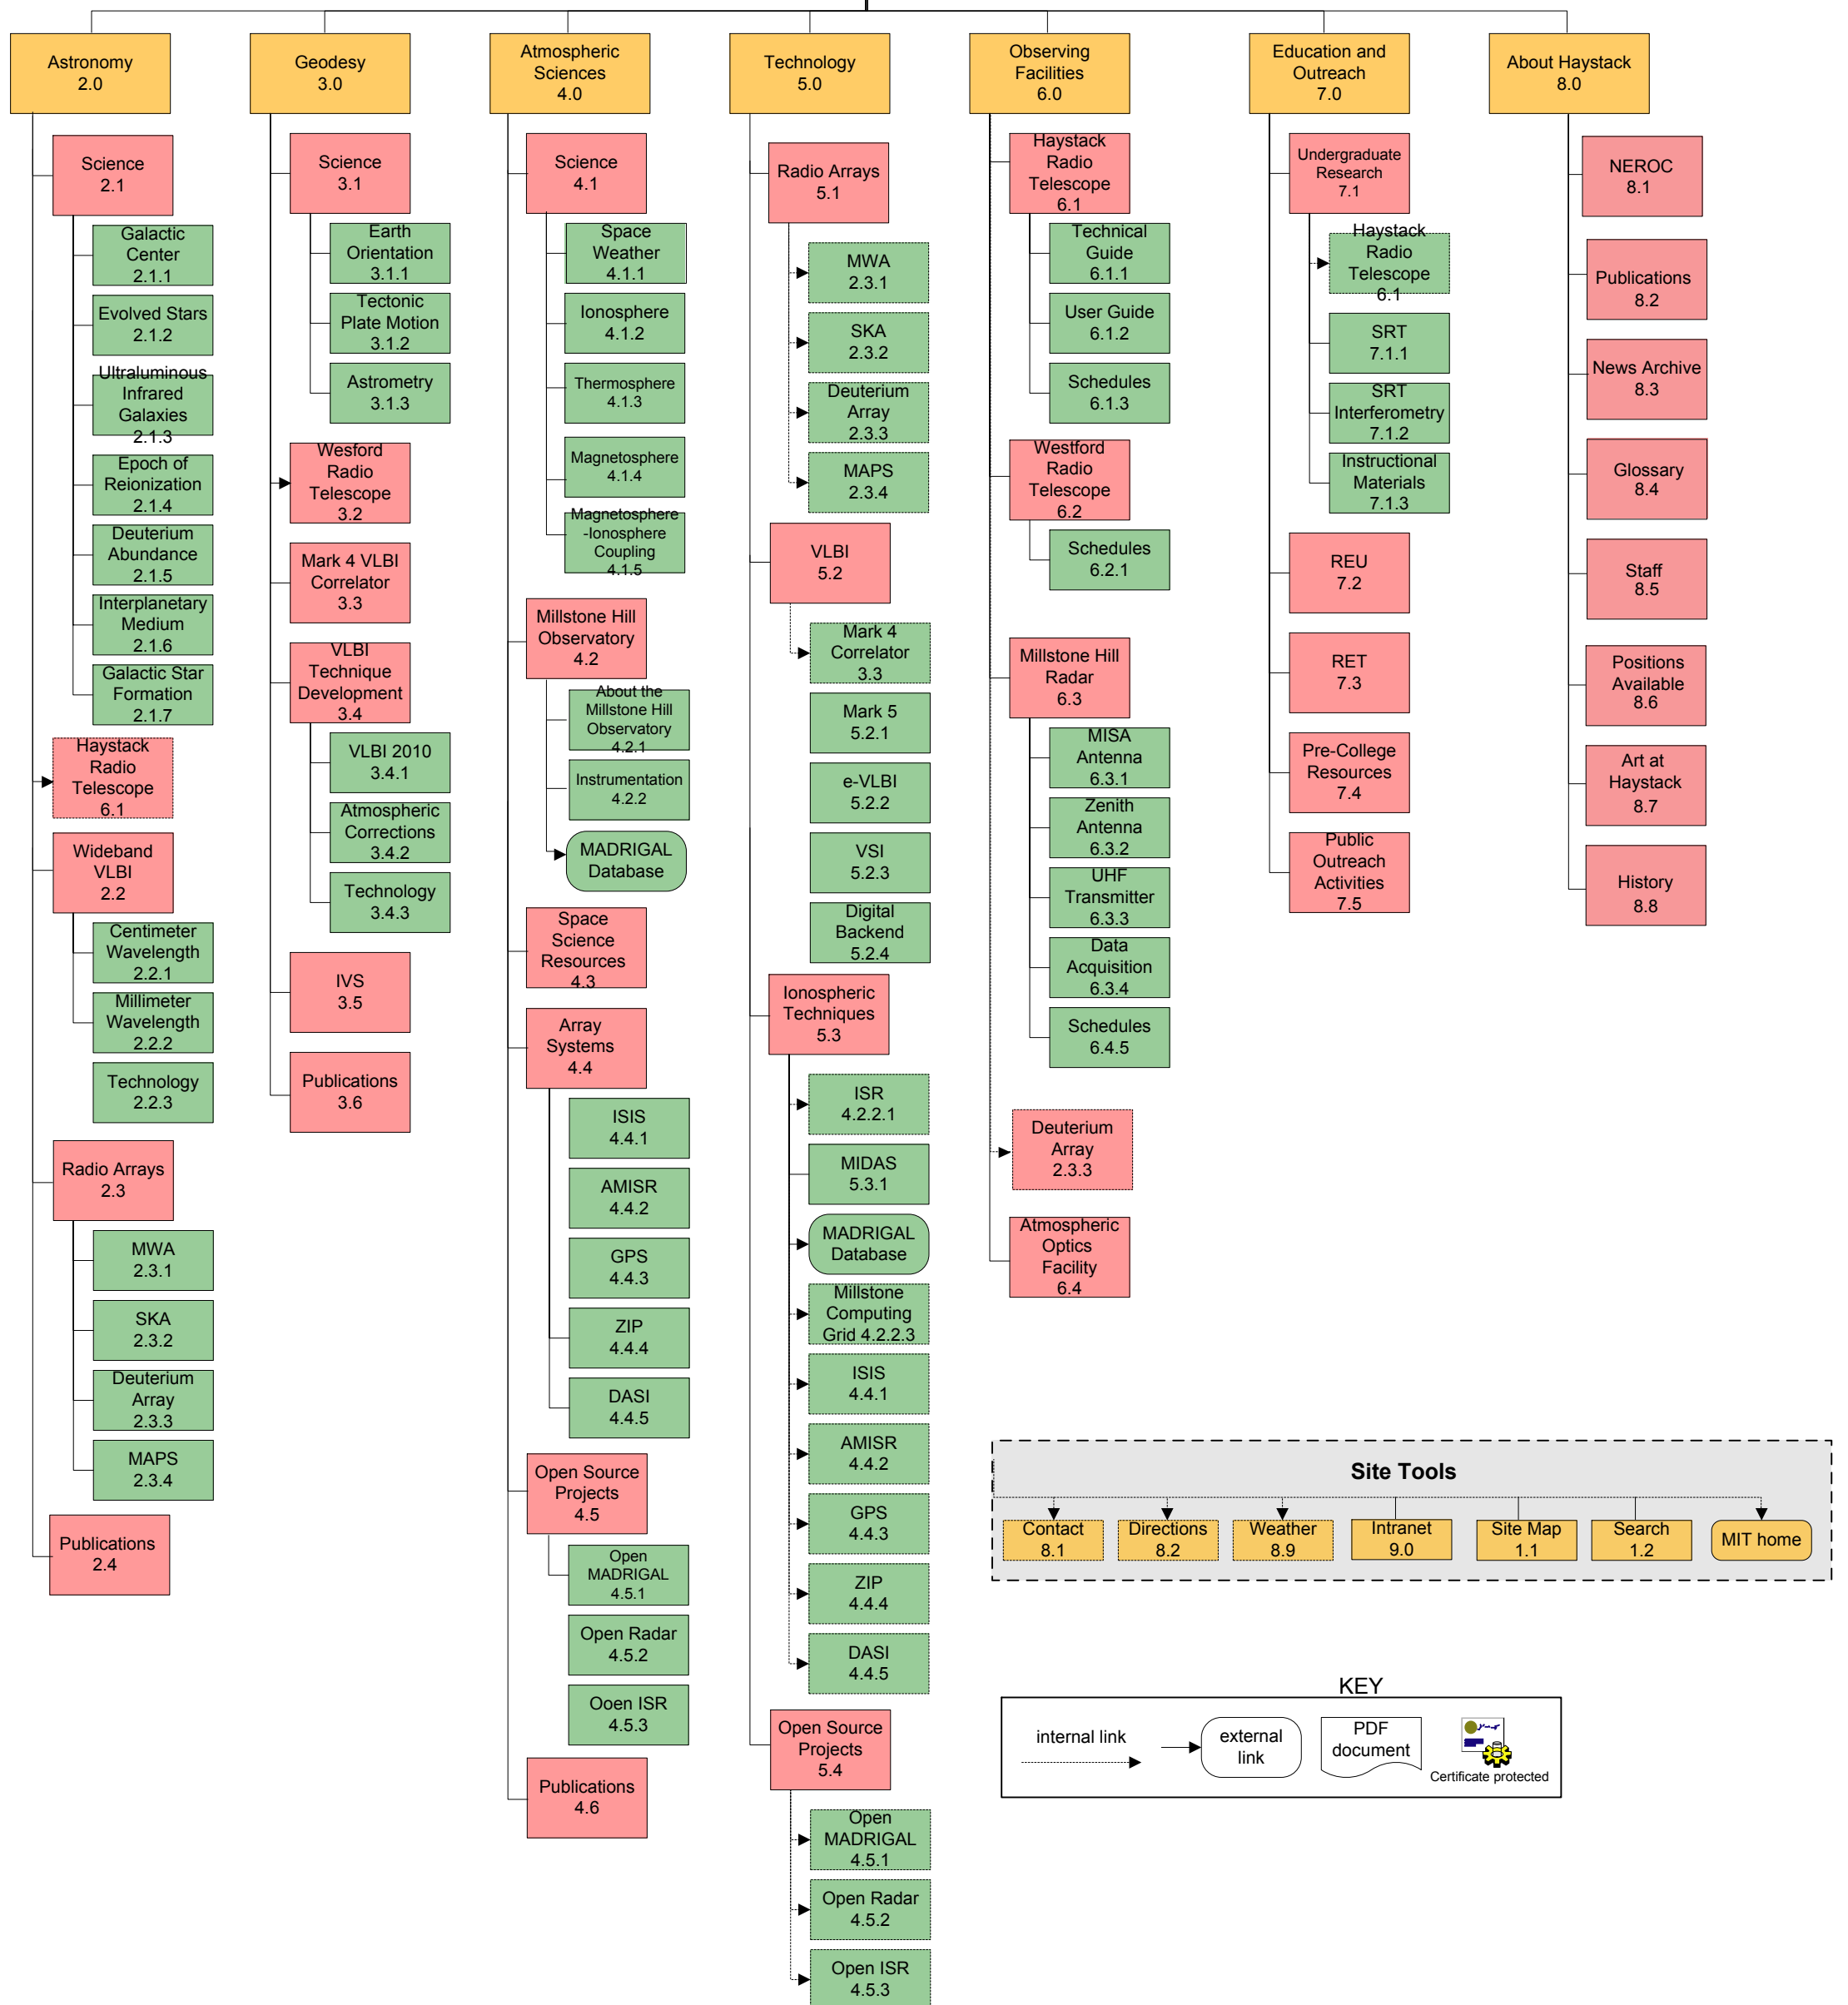 Astronomy
2.0
Science
2.1
Galactic
Center
2.1.1
Evolved Stars
2.1.2
Ultraluminous
Infrared
Galaxies
2.1.3
Epoch of
Reionization
2.1.4
Deuterium
Abundance
2.1.5
Interplanetary
Medium
2.1.6
Galactic Star
Formation
2.1.7
Haystack
Radio
Telescope
6.1
Wideband
VLBI
2.2
Centimeter
Wavelength
2.2.1
Millimeter
Wavelength
2.2.2
Technology
2.2.3
Radio Arrays
2.3
MWA
2.3.1
SKA
2.3.2
Deuterium
Array
2.3.3
MAPS
2.3.4
Publications
2.4
Geodesy
3.0
Science
3.1
Earth
Orientation
3.1.1
Tectonic
Plate Motion
3.1.2
Astrometry
3.1.3
Wesford
Radio
Telescope
3.2
Mark 4 VLBI
Correlator
3.3
VLBI
Technique
Development
3.4
VLBI 2010
3.4.1
Atmospheric
Corrections
3.4.2
Technology
3.4.3
IVS
3.5
Publications
3.6
Atmospheric
Sciences
4.0
Science
4.1
Space
Weather
4.1.1
Ionosphere
4.1.2
Thermosphere
4.1.3
Magnetosphere
4.1.4
Magnetosphere
-Ionosphere
Coupling
4.1.5
Millstone Hill
Observatory
4.2
About the
Millstone Hill
Observatory
4.2.1
Instrumentation
4.2.2
MADRIGAL
Database
Space
Science
Resources
4.3
Array
Systems
4.4
ISIS
4.4.1
AMISR
4.4.2
GPS
4.4.3
ZIP
4.4.4
DASI
4.4.5
Open Source
Projects
4.5
Open
MADRIGAL
4.5.1
Open Radar
4.5.2
Ooen ISR
4.5.3
Publications
4.6
Technology
5.0
Radio Arrays
5.1
MWA
2.3.1
SKA
2.3.2
Deuterium
Array
2.3.3
MAPS
2.3.4
VLBI
5.2
Mark 4
Correlator
3.3
Mark 5
5.2.1
e-VLBI
5.2.2
VSI
5.2.3
Digital
Backend
5.2.4
Ionospheric
Techniques
5.3
ISR
4.2.2.1
MIDAS
5.3.1
MADRIGAL
Database
Millstone
Computing
Grid 4.2.2.3
ISIS
4.4.1
AMISR
4.4.2
GPS
4.4.3
ZIP
4.4.4
DASI
4.4.5
Open Source
Projects
5.4
Open
MADRIGAL
4.5.1
Open Radar
4.5.2
Open ISR
4.5.3
Observing
Facilities
6.0
Haystack
Radio
Telescope
6.1
Technical
Guide
6.1.1
User Guide
6.1.2
Schedules
6.1.3
Westford
Radio
Telescope
6.2
Schedules
6.2.1
Millstone Hill
Radar
6.3
MISA
Antenna
6.3.1
Zenith
Antenna
6.3.2
UHF
Transmitter
6.3.3
Data
Acquisition
6.3.4
Schedules
6.4.5
Deuterium
Array
2.3.3
Atmospheric
Optics
Facility
6.4
Education and
Outreach
7.0
Undergraduate
Research
7.1
Haystack
Radio
Telescope
6.1
SRT
7.1.1
SRT
Interferometry
7.1.2
Instructional
Materials
7.1.3
REU
7.2
RET
7.3
Pre-College
Resources
7.4
Public
Outreach
Activities
7.5
About Haystack
8.0
NEROC
8.1
Publications
8.2
News Archive
8.3
Glossary
8.4
Staff
8.5
Positions
Available
8.6
Art at
Haystack
8.7
History
8.8
Site Tools
Contact
8.1
Directions
8.2
Weather
8.9
Intranet
9.0
Site Map
1.1
Search
1.2
MIT home
KEY
internal link
external
link
PDF
document
Certificate protected